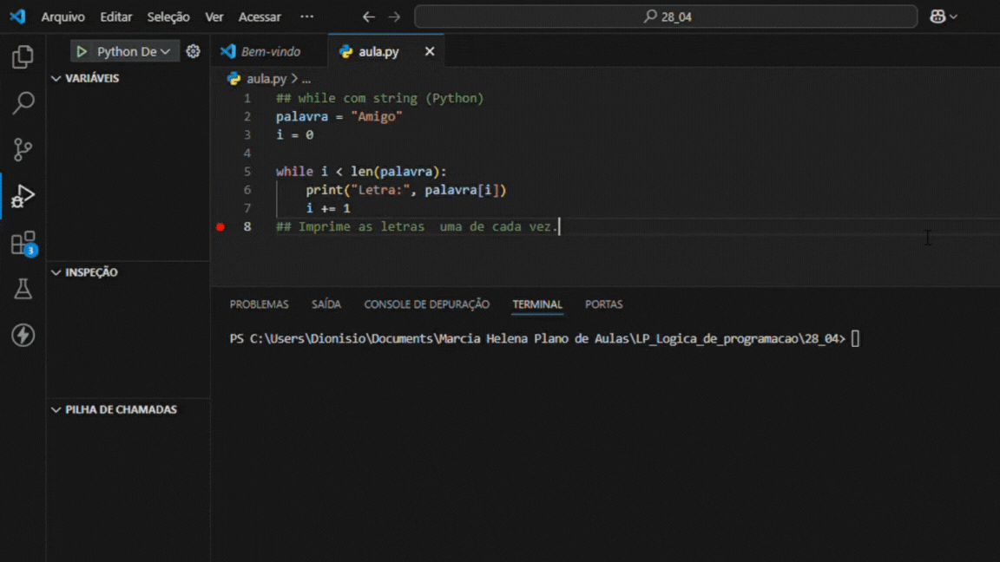 Arquivo Editar Seleção Ver Acessar ··· 28_04
Python De
Bem-vindo
aula.py
VARIÁVEIS
aula.py > ...
1 ## while com string (Python)
2 palavra = "Amigo"
3 i = 0
4
5 while i < len(palavra):
6 print("Letra:", palavra[i])
7 i += 1
8 ## Imprime as letras  uma de cada vez.
3
INSPEÇÃO
PROBLEMAS SAÍDA CONSOLE DE DEPURAÇÃO TERMINAL PORTAS
PS C:\Users\Dionisio\Documents\Marcia Helena Plano de Aulas\LP_Logica_de_programacao\28_04>
PILHA DE CHAMADAS